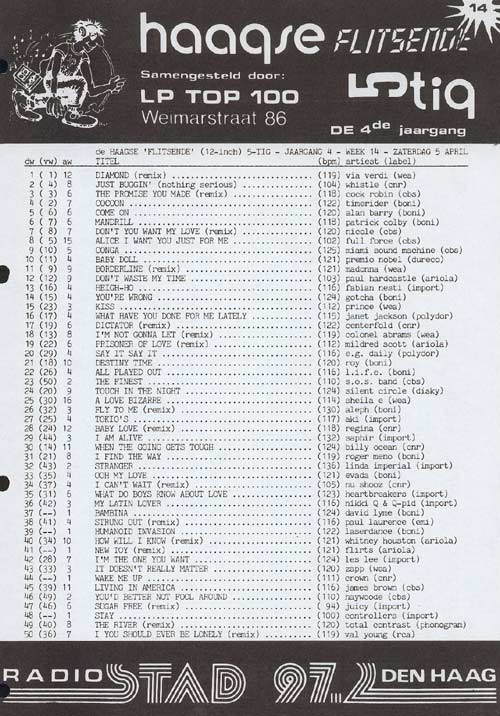 14
haagse FLITSENDE
Samengesteld door:
5tig
LP TOP 100
Weimarstraat 86
DE 4de jaargang
de HAAGSE 'FLITSENDE' (12-inch) 5-TIG - JAARGANG 4 - WEEK 14 - ZATERDAG 5 APRIL
dw (vw) aw TITEL (bpm) artiest (label)
1 ( 1) 12 DIAMOND (remix) (119) via verdi (wea)
2 ( 4) 8 JUST BUGGIN' (nothing serious) (104) whistle (cnr)
3 ( 3) 6 THE PROMISE YOU MADE (remix) (118) cock robin (cbs)
4 ( 2) 7 COCOON (122) timerider (boni)
5 ( 6) 6 COME ON (120) alan barry (boni)
6 ( 7) 6 MANDRILL (118) patrick colby (boni)
7 ( 8) 7 DON'T YOU WANT MY LOVE (remix) (120) nicole (cbs)
8 ( 5) 15 ALICE I WANT YOU JUST FOR ME (102) full force (cbs)
9 (10) 5 CONGA (125) miami sound machine (cbs)
10 (11) 4 BABY DOLL (121) premio nobel (dureco)
11 ( 9) 9 BORDERLINE (remix) (121) madonna (wea)
12 (12) 9 DON'T WASTE MY TIME (103) paul hardcastle (ariola)
13 (16) 4 HEIGH-HO (116) fabian nesti (import)
14 (15) 4 YOU'RE WRONG (124) gotcha (boni)
15 (23) 3 KISS (112) prince (wea)
16 (17) 4 WHAT HAVE YOU DONE FOR ME LATELY (115) janet jackson (polydor)
17 (19) 6 DICTATOR (remix) (122) centerfold (cnr)
18 (13) 8 I'M NOT GONNA LET (remix) (119) colonel abrams (wea)
19 (22) 6 PRISONER OF LOVE (remix) (112) mildred scott (ariola)
20 (29) 4 SAY IT SAY IT (116) e.g. daily (polydor)
21 (18) 10 DESTINY TIME (120) roy (boni)
22 (26) 4 ALL PLAYED OUT (116) l.i.f.e. (boni)
23 (50) 2 THE FINEST (110) s.o.s. band (cbs)
24 (20) 9 TOUCH IN THE NIGHT (124) silent circle (disky)
25 (30) 16 A LOVE BIZARRE (114) sheila e (wea)
26 (32) 3 FLY TO ME (remix) (130) aleph (boni)
27 (25) 4 TOKIO'S (117) aki (import)
28 (24) 12 BABY LOVE (remix) (118) regina (cnr)
29 (44) 3 I AM ALIVE (132) saphir (import)
30 (14) 11 WHEN THE GOING GETS TOUGH (124) billy ocean (cnr)
31 (21) 8 I FIND THE WAY (119) roger meno (boni)
32 (43) 2 STRANGER (136) linda imperial (import)
33 (35) 4 OOH MY LOVE (121) evada (boni)
34 (37) 4 I CAN'T WAIT (remix) (105) nu shooz (cnr)
35 (31) 6 WHAT DO BOYS KNOW ABOUT LOVE (123) heartbreakers (import)
36 (42) 3 MY LATIN LOVER (116) nikki Q & Q-pid (import)
37 (--) 1 BAMBINA (124) david lyme (boni)
38 (41) 4 STRUNG OUT (remix) (116) paul laurence (emi)
39 (--) 1 HUMANOID INVASION (122) laserdance (boni)
40 (34) 10 HOW WILL I KNOW (remix) (121) whitney houston (ariola)
41 (--) 1 NEW TOY (remix) (121) flirts (ariola)
42 (28) 7 I'M THE ONE YOU WANT (124) les lee (import)
43 (33) 3 IT DOESN'T REALLY MATTER (120) zapp (wea)
44 (--) 1 WAKE ME UP (111) crown (cnr)
45 (39) 11 LIVING IN AMERICA (116) james brown (cbs)
46 (49) 2 YOU'D BETTER NOT FOOL AROUND (110) haywoode (cbs)
47 (46) 6 SUGAR FREE (remix) ( 94) juicy (import)
48 (--) 1 STAY (100) controllers (import)
49 (40) 8 THE RIVER (remix) (120) total contrast (phonogram)
50 (36) 7 I YOU SHOULD EVER BE LONELY (remix) (119) val young (rca)
RADIO STAD 97..2 DEN HAAG